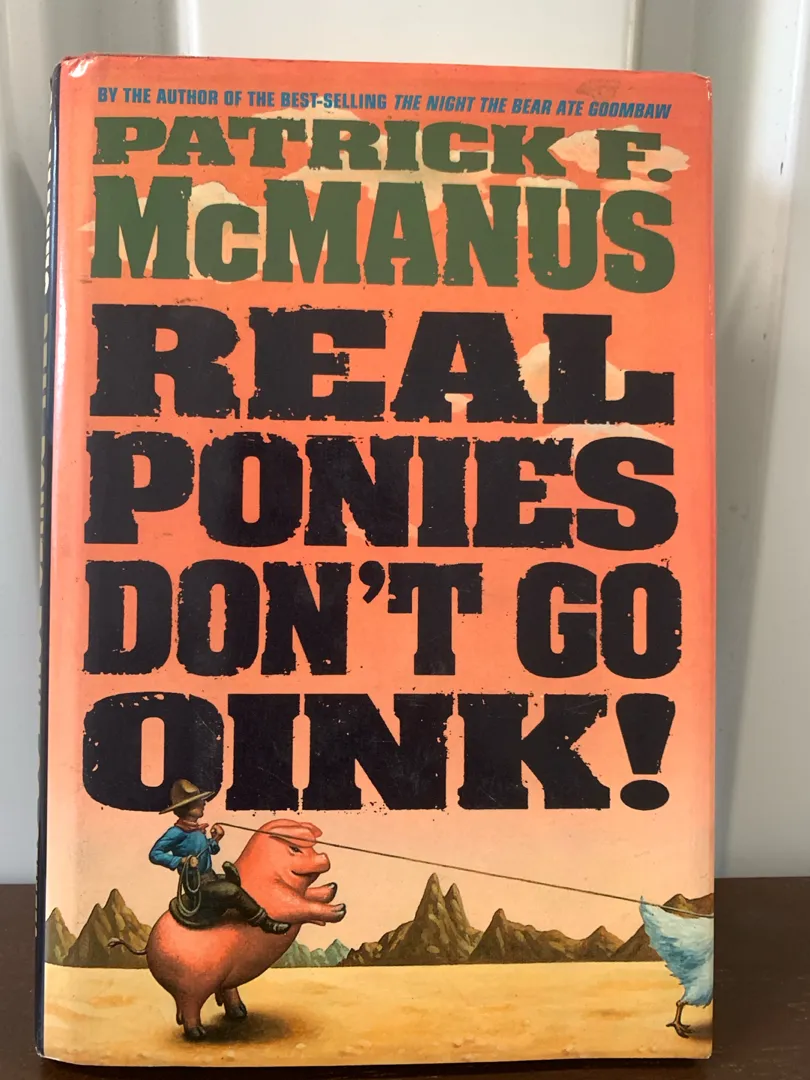 BY THE AUTHOR OF THE BEST-SELLING THE NIGHT THE BEAR ATE GOOMBAW
PATRICK F.
McMANUS
REAL
PONIES
DON'T GO
OINK!